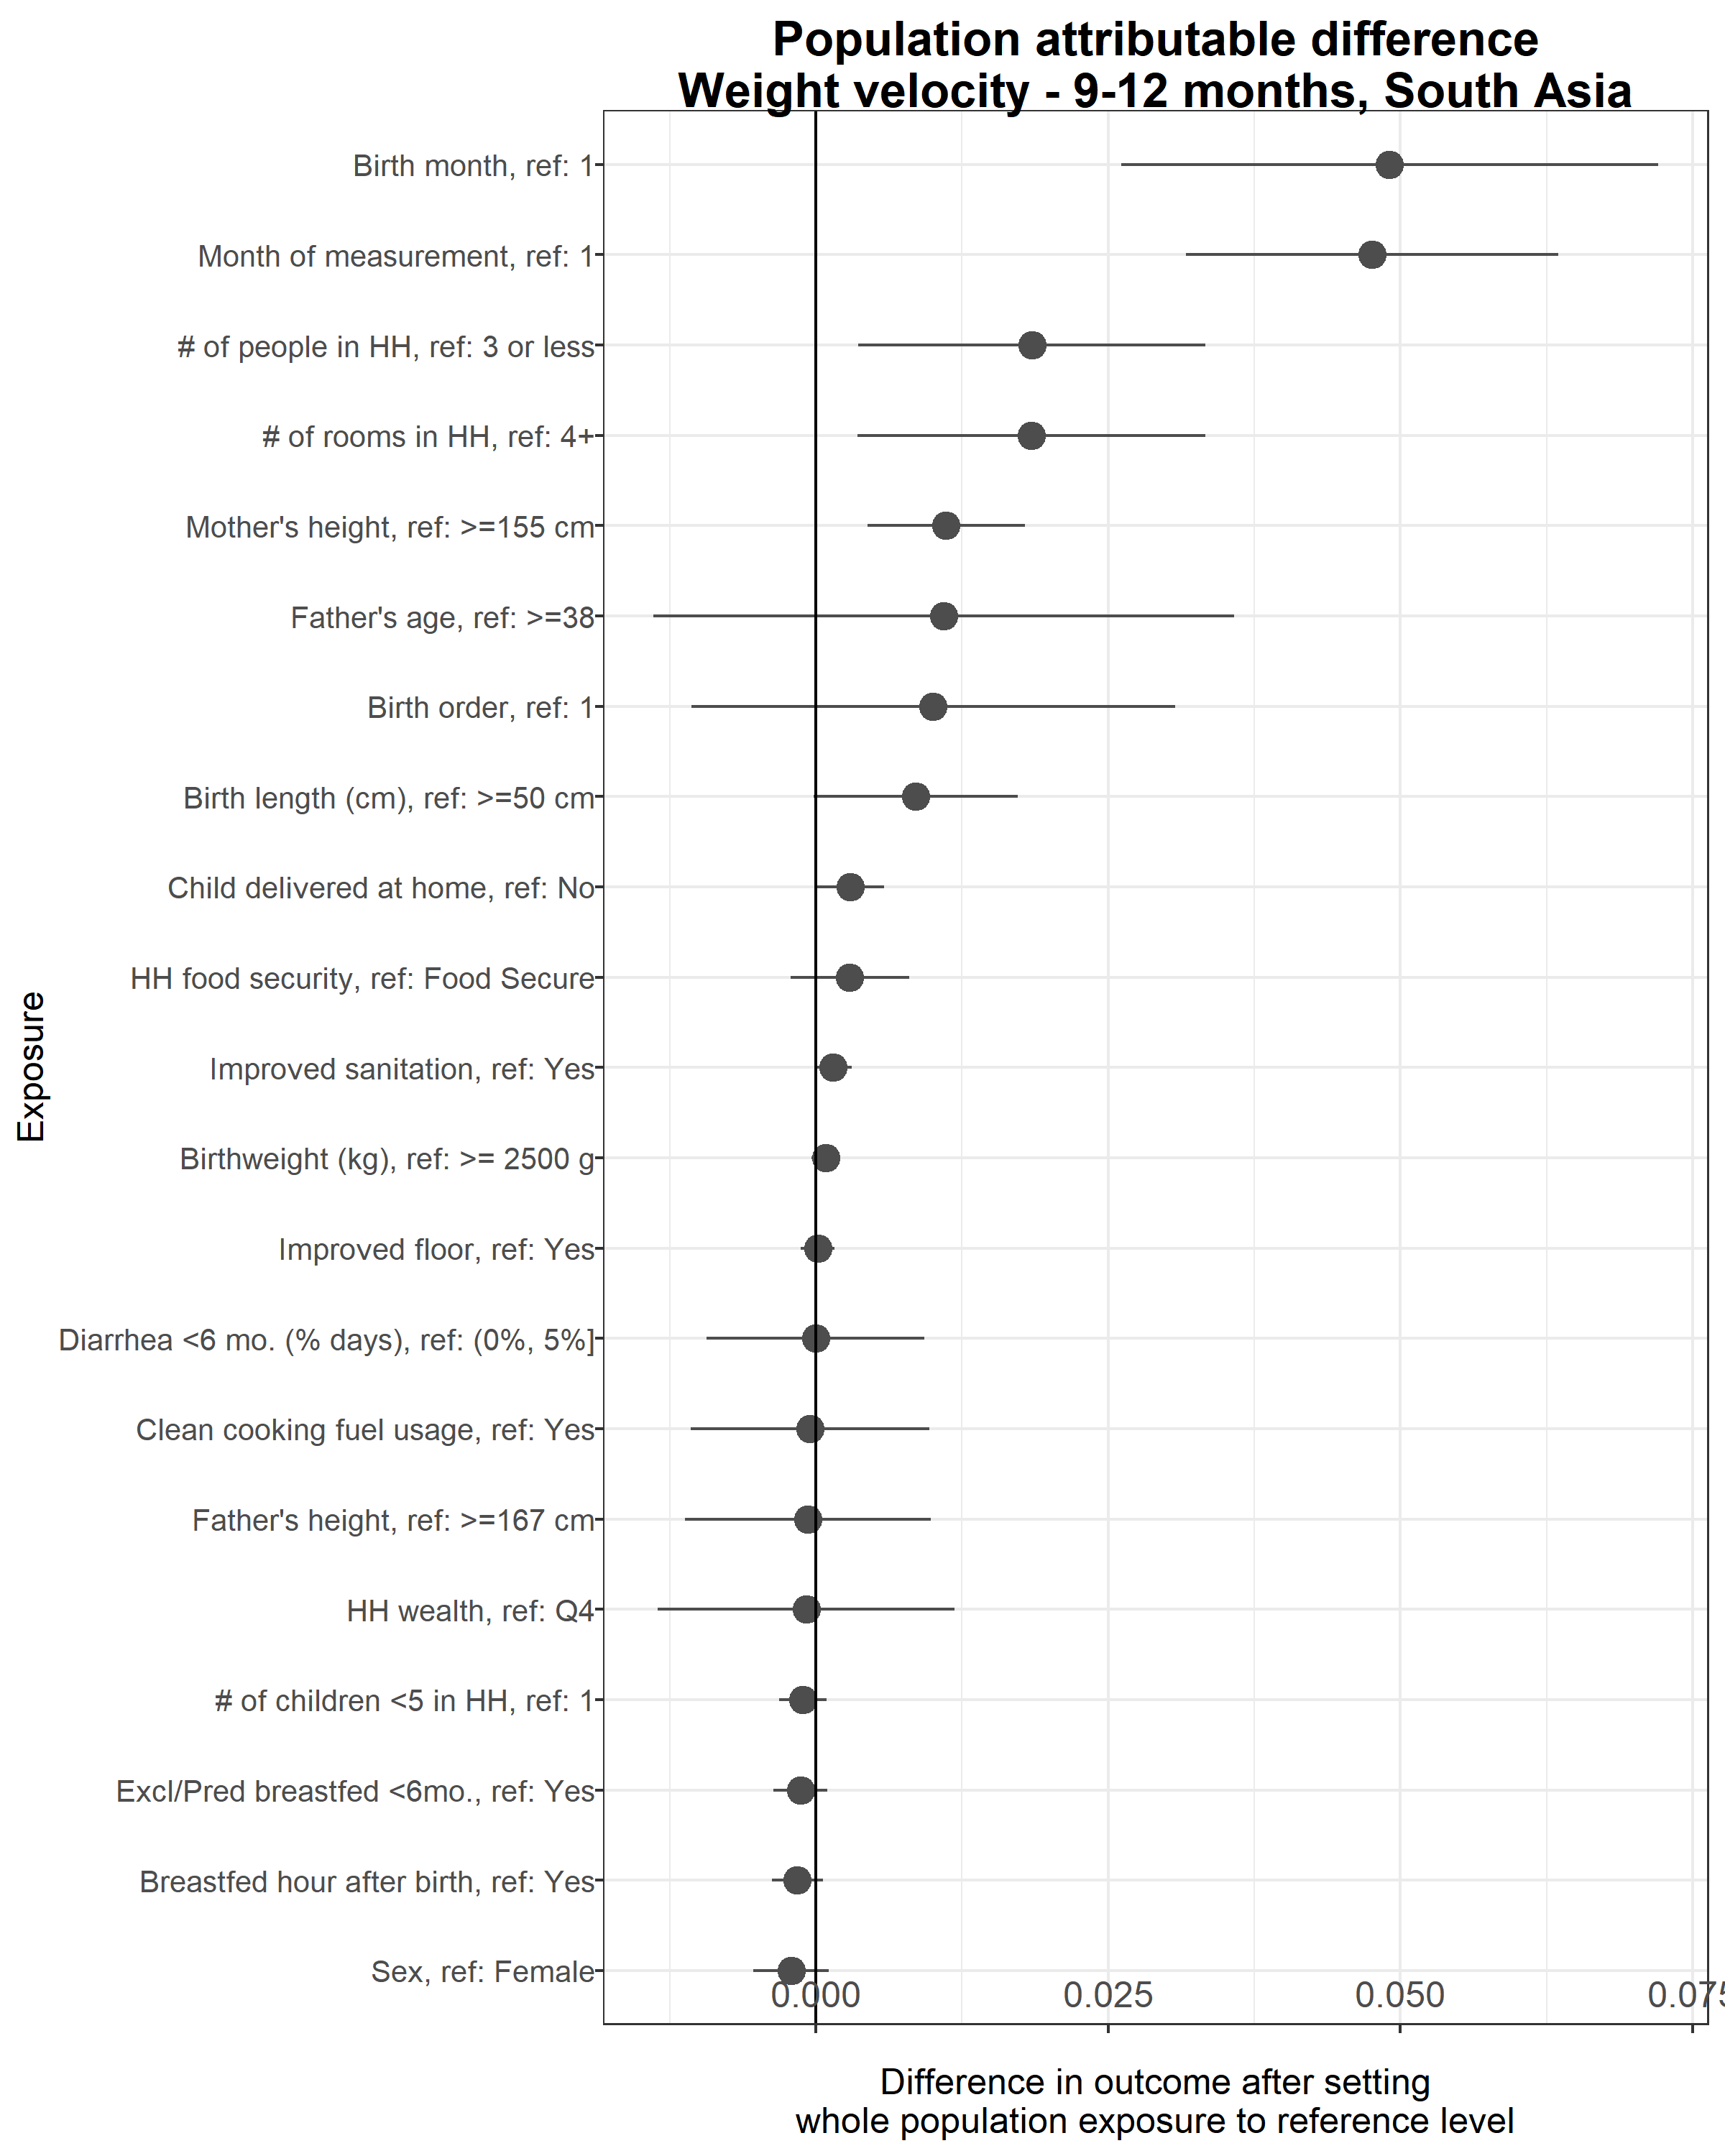 Population attributable difference
Weight velocity - 9-12 months, South Asia
Birth month, ref: 1
Month of measurement, ref: 1
# of people in HH, ref: 3 or less
# of rooms in HH, ref: 4+
Mother's height, ref: >=155 cm
Father's age, ref: >=38
Birth order, ref: 1
Birth length (cm), ref: >=50 cm
Child delivered at home, ref: No
HH food security, ref: Food Secure
Improved sanitation, ref: Yes
Birthweight (kg), ref: >= 2500 g
Improved floor, ref: Yes
Diarrhea <6 mo. (% days), ref: (0%, 5%]
Clean cooking fuel usage, ref: Yes
Father's height, ref: >=167 cm
HH wealth, ref: Q4
# of children <5 in HH, ref: 1
Excl/Pred breastfed <6mo., ref: Yes
Breastfed hour after birth, ref: Yes
Sex, ref: Female
Exposure
0.000 0.025 0.050 0.075
Difference in outcome after setting
whole population exposure to reference level